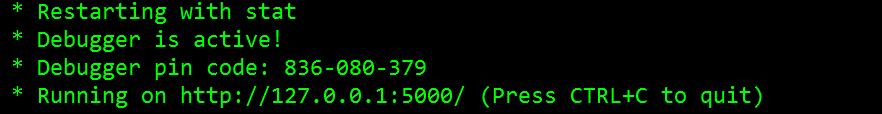 * Restarting with stat
* Debugger is active!
* Debugger pin code: 836-080-379
* Running on http://127.0.0.1:5000/ (Press CTRL+C to quit)